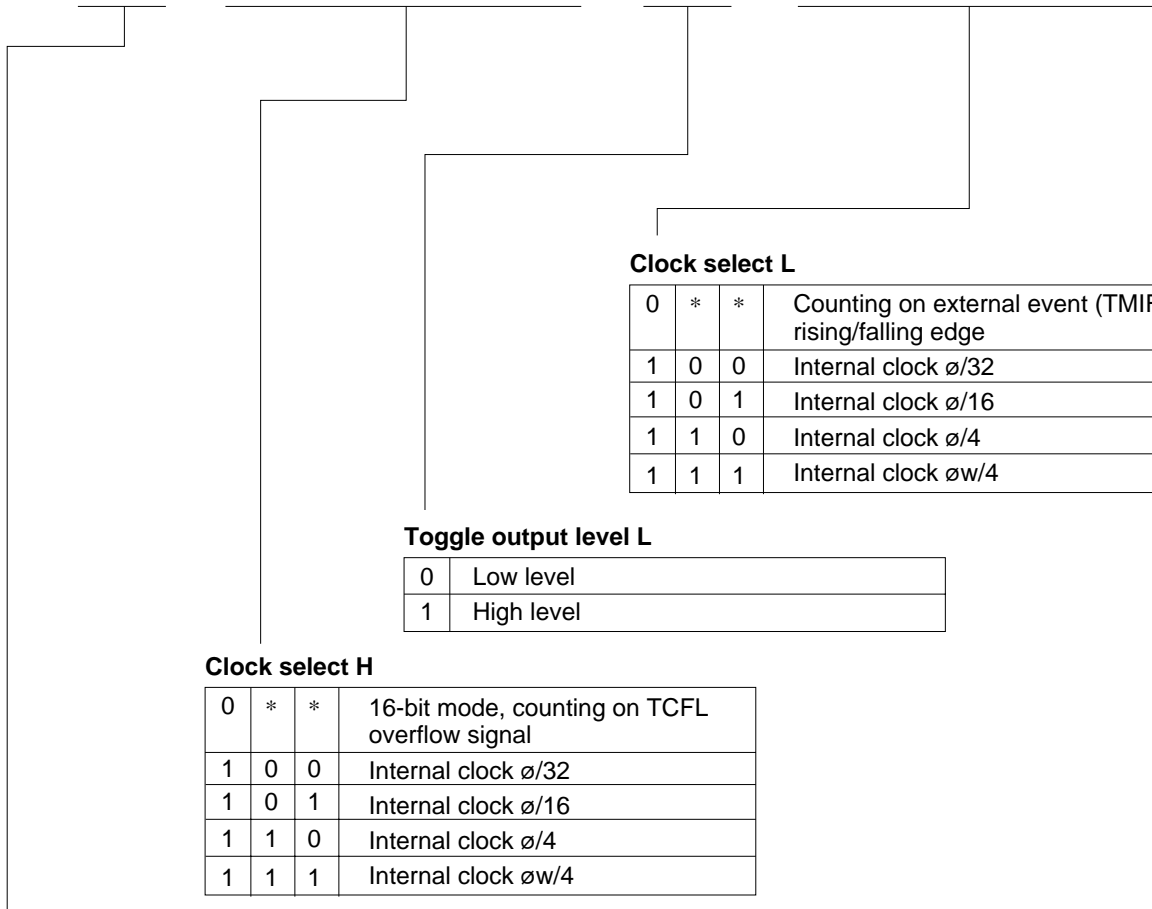 Clock select L
0 * * Counting on external event (TMIF
rising/falling edge
1 0 0 Internal clock ø/32
1 0 1 Internal clock ø/16
1 1 0 Internal clock ø/4
1 1 1 Internal clock øw/4
Toggle output level L
0 Low level
1 High level
Clock select H
0 * * 16-bit mode, counting on TCFL
overflow signal
1 0 0 Internal clock ø/32
1 0 1 Internal clock ø/16
1 1 0 Internal clock ø/4
1 1 1 Internal clock øw/4